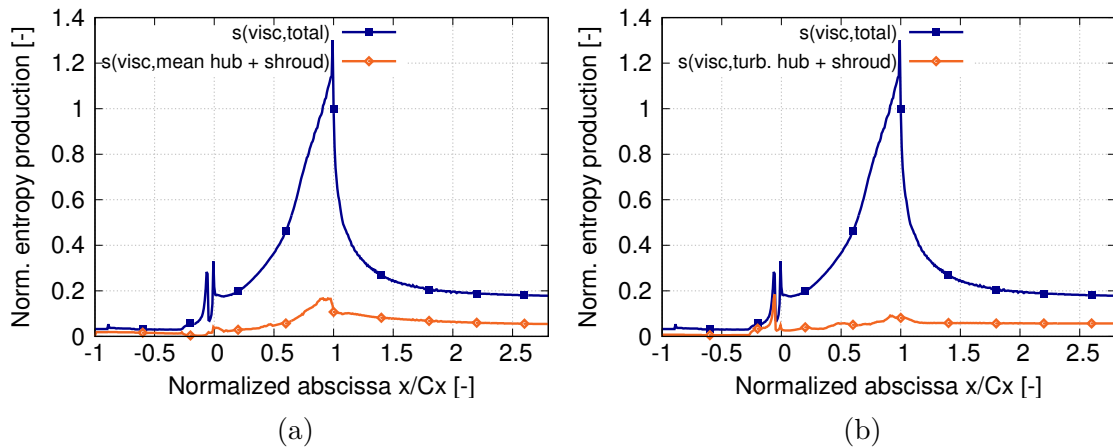 1.4
1.2
1
0.8
0.6
0.4
0.2
0
-1 -0.5 0 0.5 1 1.5 2 2.5
Norm. entropy production [-]
Normalized abscissa x/Cx [-]
s(visc,total)
s(visc,mean hub + shroud)
(a)
1.4
1.2
1
0.8
0.6
0.4
0.2
0
-1 -0.5 0 0.5 1 1.5 2 2.5
Norm. entropy production [-]
Normalized abscissa x/Cx [-]
s(visc,total)
s(visc,turb. hub + shroud)
(b)